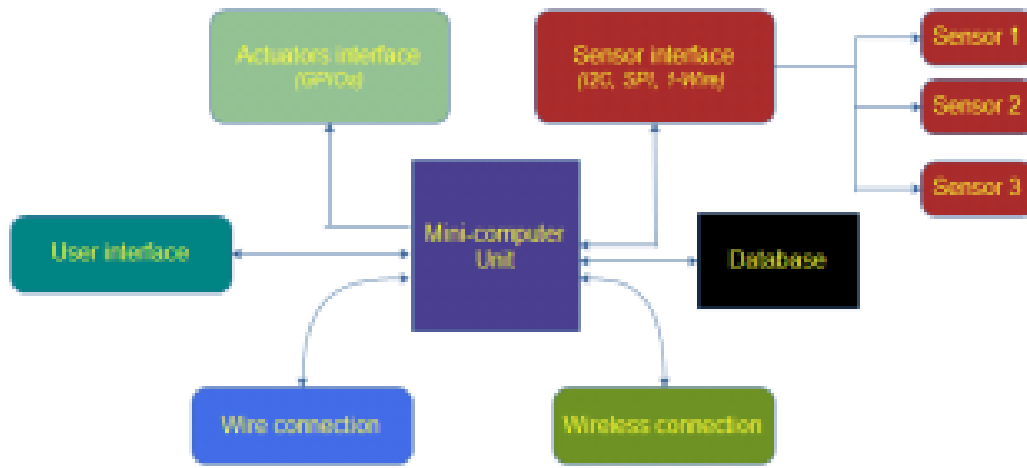 Actuators interface
(GPIOs)
Sensor interface
(I2C, SPI, 1-Wire)
Sensor 1
Sensor 2
Sensor 3
User interface
Mini-computer
Unit
Database
Wire connection
Wireless connection